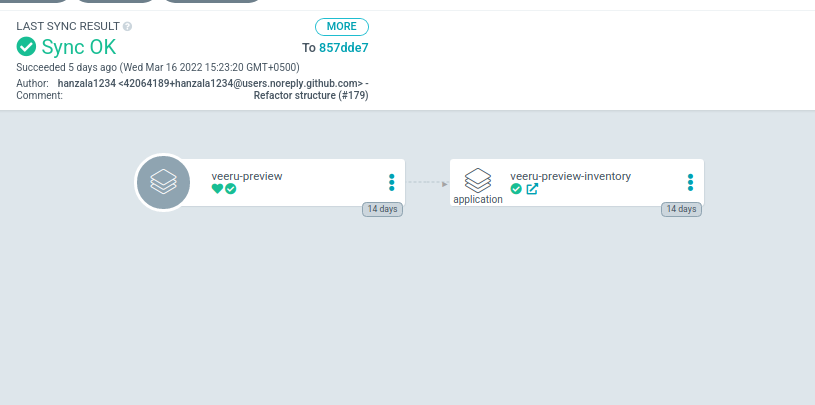 LAST SYNC RESULT
MORE
Sync OK
To 857dde7
Succeeded 5 days ago (Wed Mar 16 2022 15:23:20 GMT+0500)
Author: hanzala1234 <42064189+hanzala1234@users.noreply.github.com> -
Comment: Refactor structure (#179)
veeru-preview
14 days
veeru-preview-inventory
application
14 days